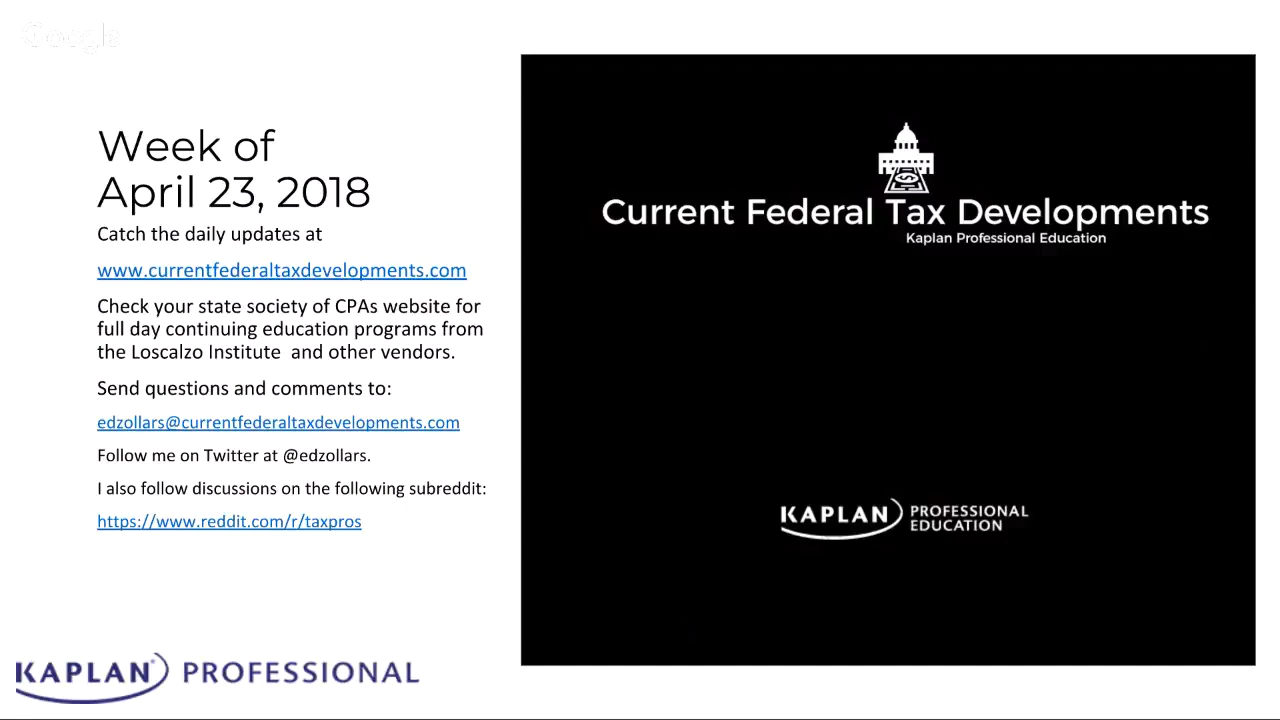 Google
Week of
April 23, 2018
Catch the daily updates at
www.currentfederaltaxdevelopments.com
Check your state society of CPAs website for
full day continuing education programs from
the Loscalzo Institute and other vendors.
Send questions and comments to:
edzollars@currentfederaltaxdevelopments.com
Follow me on Twitter at @edzollars.
I also follow discussions on the following subreddit:
https://www.reddit.com/r/taxpros
KAPLAN PROFESSIONAL
Current Federal Tax Developments
Kaplan Professional Education
KAPLAN PROFESSIONAL
EDUCATION